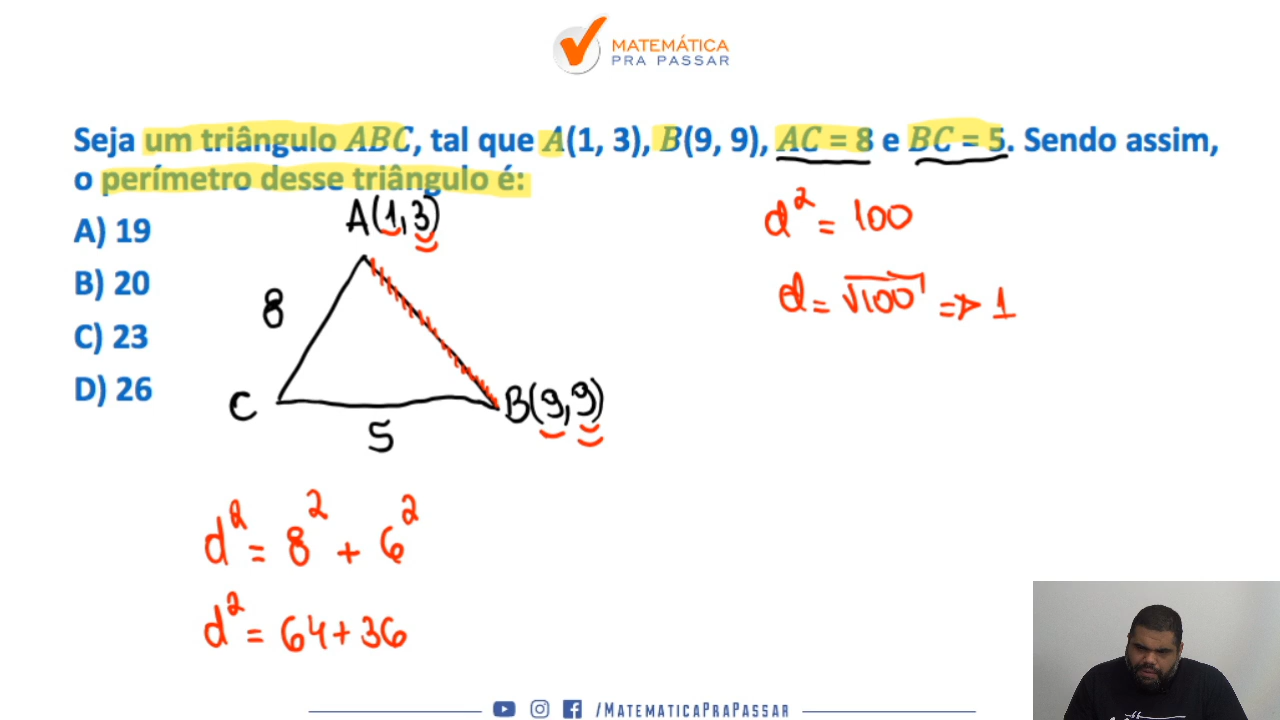 MATEMÁTICA
PRA PASSAR
Seja um triângulo ABC, tal que A(1, 3), B(9, 9), AC = 8 e BC = 5. Sendo assim,
o perímetro desse triângulo é:
A) 19
B) 20
C) 23
D) 26
A(1,3)
8
C
5
B(9,9)
d² = 8² + 6²
d² = 64 + 36
d² = 100
d = √100 => 1
/MatematicaPraPassar